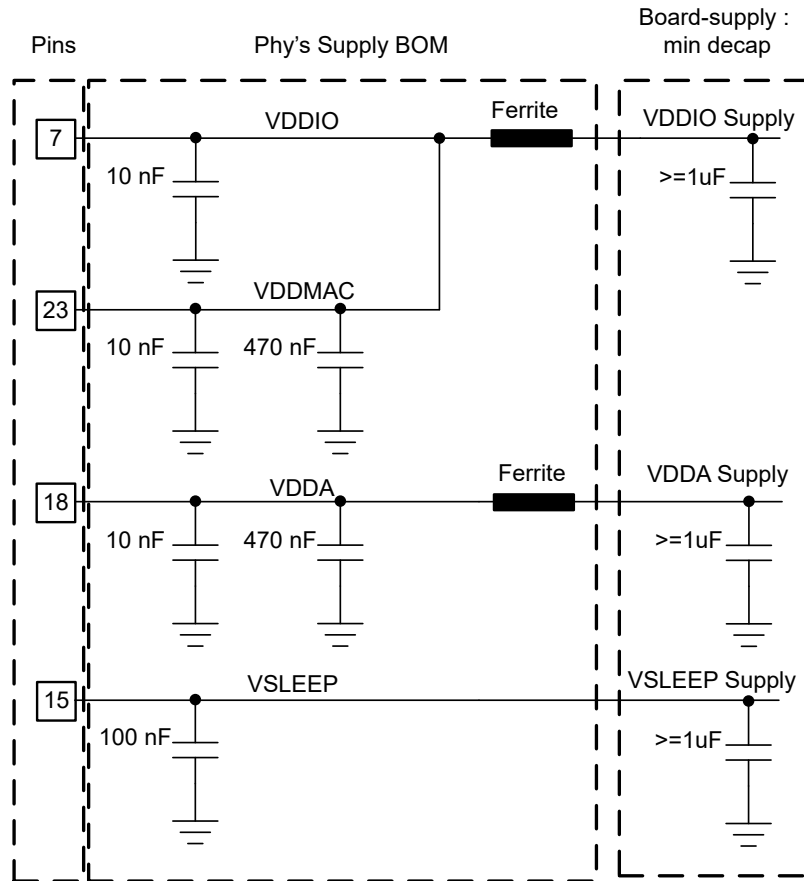 Pins
Phy's Supply BOM
Board-supply :
min decap
7
VDDIO
Ferrite
VDDIO Supply
10 nF
>=1uF
23
VDDMAC
10 nF
470 nF
18
VDDA
Ferrite
VDDA Supply
10 nF
470 nF
>=1uF
15
VSLEEP
VSLEEP Supply
100 nF
>=1uF